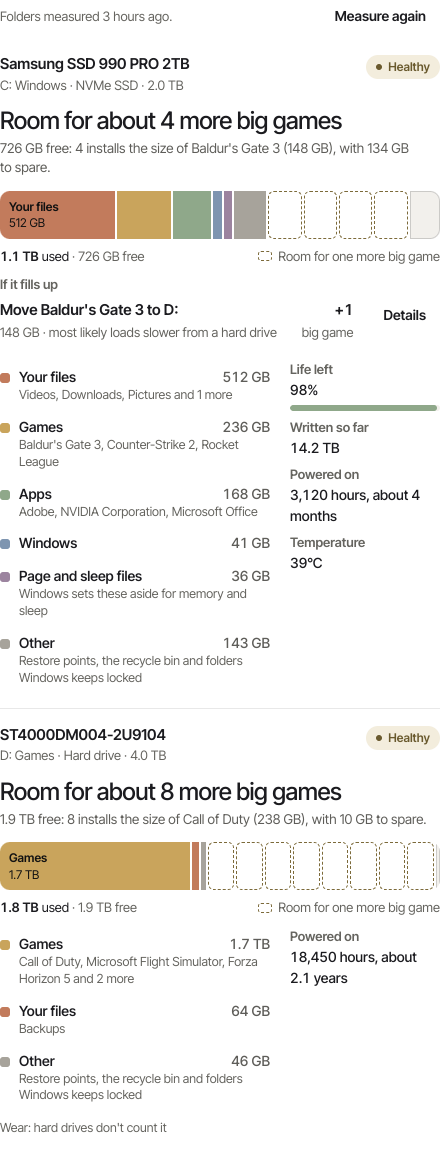 Folders measured 3 hours ago.
Measure again
Samsung SSD 990 PRO 2TB
Healthy
C: Windows · NVMe SSD · 2.0 TB
Room for about 4 more big games
726 GB free: 4 installs the size of Baldur's Gate 3 (148 GB), with 134 GB
to spare.
Your files
512 GB
1.1 TB used · 726 GB free
Room for one more big game
If it fills up
Move Baldur's Gate 3 to D:
+1
Details
148 GB · most likely loads slower from a hard drive
big game
Your files
512 GB
Videos, Downloads, Pictures and 1 more
Games
236 GB
Baldur's Gate 3, Counter-Strike 2, Rocket
League
Apps
168 GB
Adobe, NVIDIA Corporation, Microsoft Office
Windows
41 GB
Page and sleep files
36 GB
Windows sets these aside for memory and
sleep
Other
143 GB
Restore points, the recycle bin and folders
Windows keeps locked
Life left
98%
Written so far
14.2 TB
Powered on
3,120 hours, about 4
months
Temperature
39°C
ST4000DM004-2U9104
Healthy
D: Games · Hard drive · 4.0 TB
Room for about 8 more big games
1.9 TB free: 8 installs the size of Call of Duty (238 GB), with 10 GB to spare.
Games
1.7 TB
1.8 TB used · 1.9 TB free
Room for one more big game
Games
1.7 TB
Call of Duty, Microsoft Flight Simulator, Forza
Horizon 5 and 2 more
Your files
64 GB
Backups
Other
46 GB
Restore points, the recycle bin and folders
Windows keeps locked
Powered on
18,450 hours, about
2.1 years
Wear: hard drives don't count it